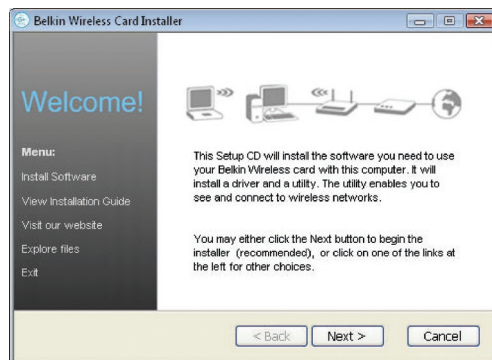 Belkin Wireless Card Installer
Welcome!
Menu:
Install Software
View Installation Guide
Visit our website
Explore files
Exit
This Setup CD will install the software you need to use
your Belkin Wireless card with this computer. It will
install a driver and a utility. The utility enables you to
see and connect to wireless networks.
You may either click the Next button to begin the
installer (recommended), or click on one of the links at
the left for other choices.
< Back
Next >
Cancel